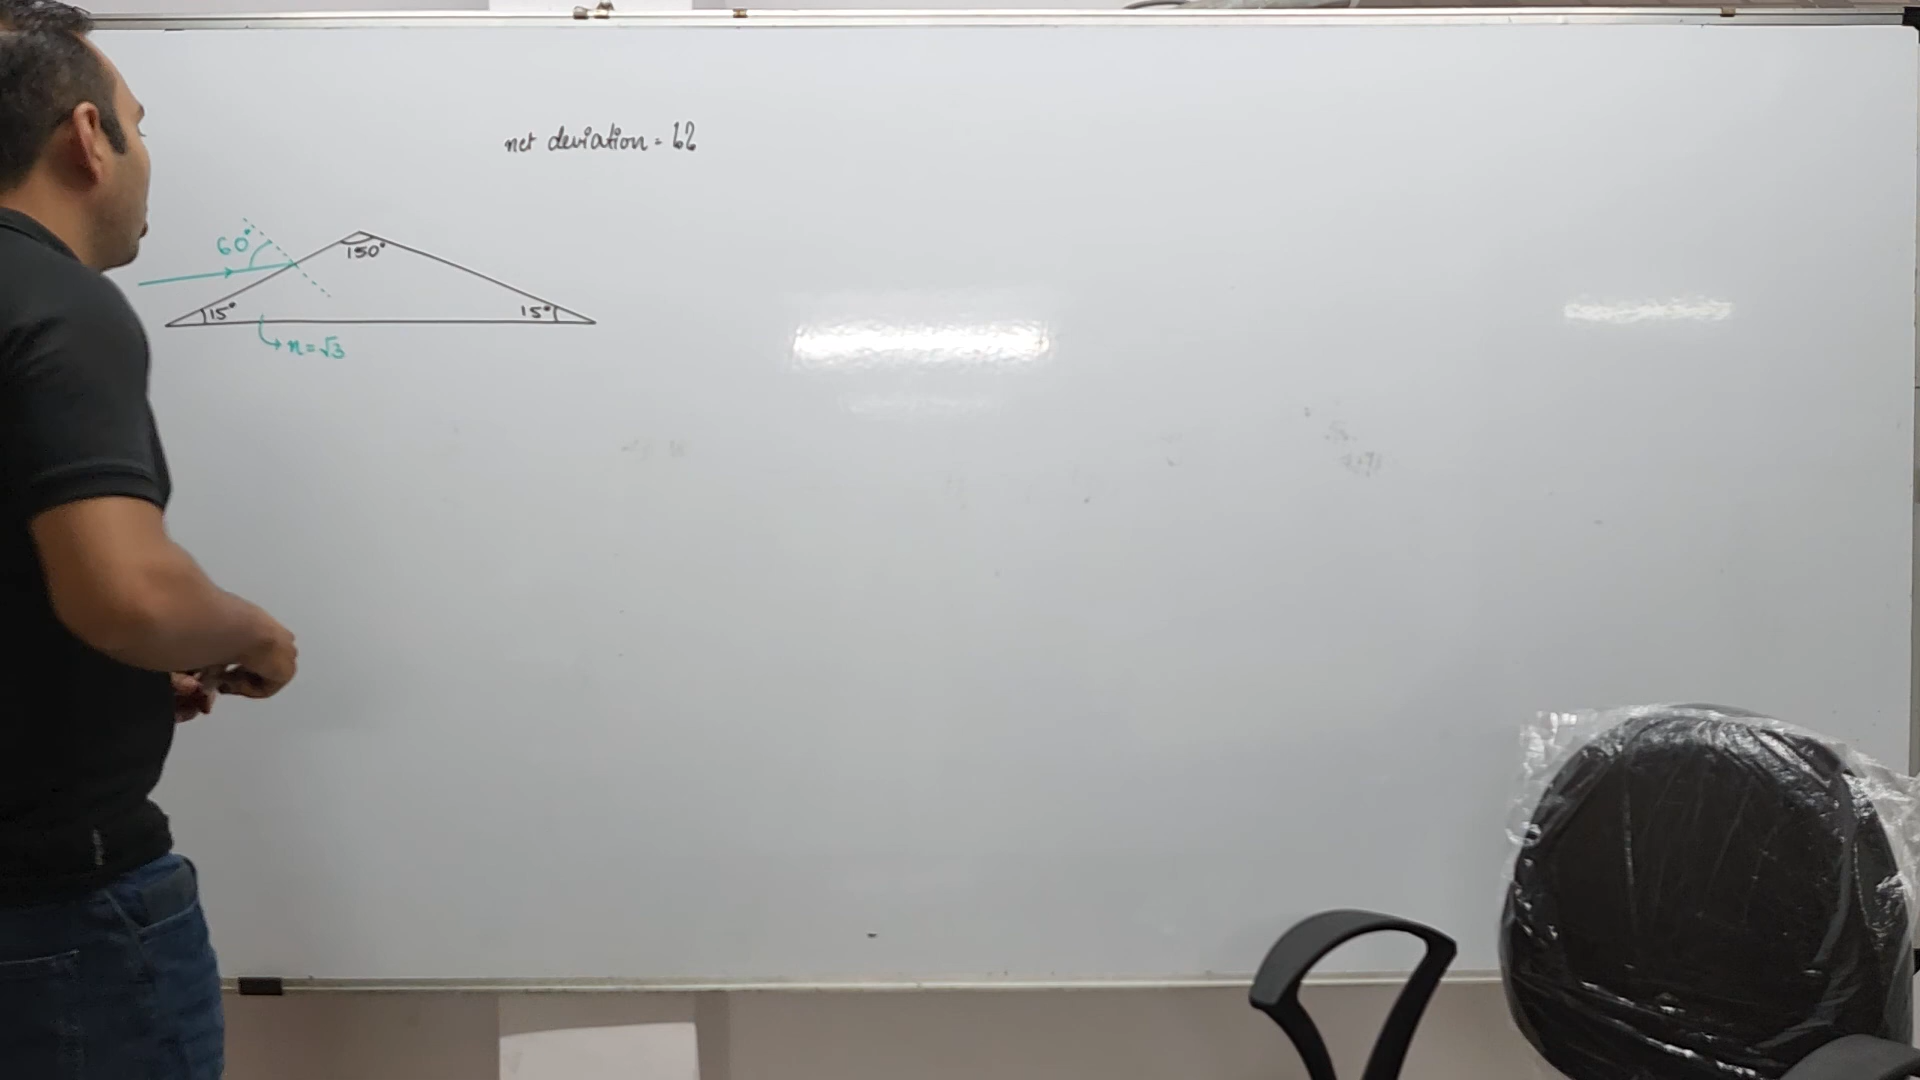 net deviation = 62
60°
150°
15°
15°
n=√3